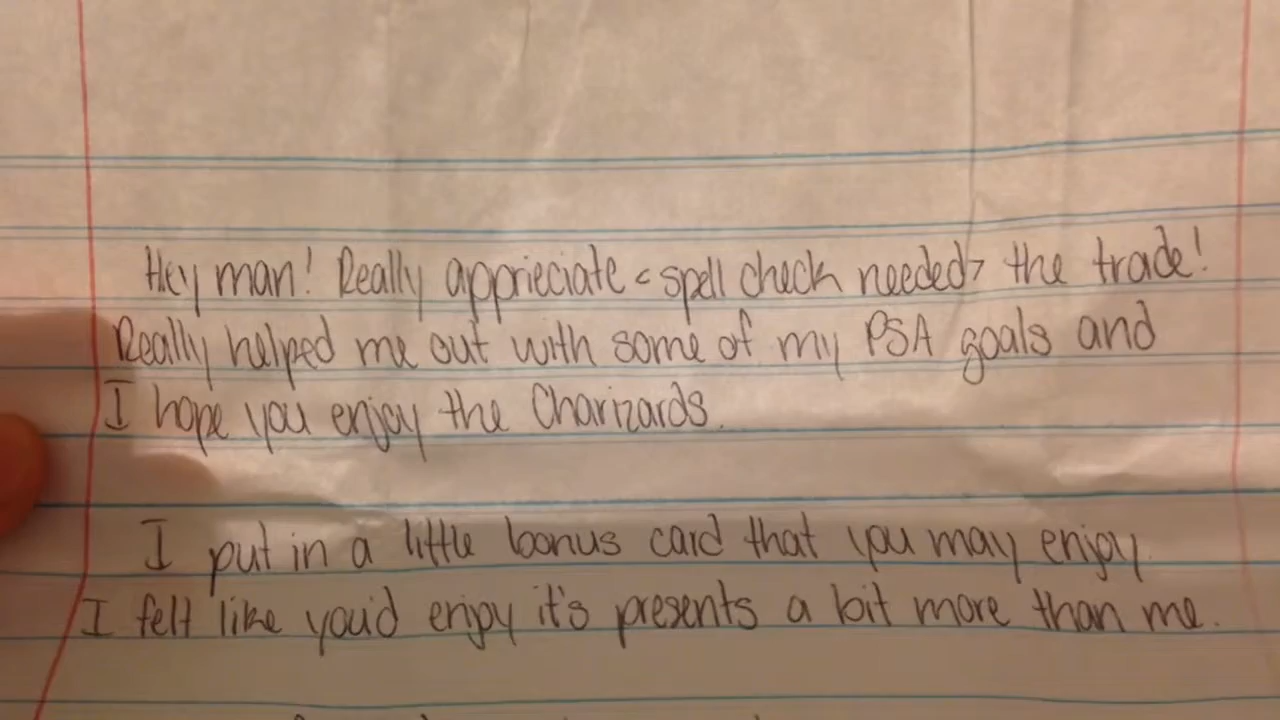 Hey man! Really apprieciate <spell check needed> the trade!
Really helped me out with some of my PSA goals and
I hope you enjoy the Charizards.
I put in a little bonus card that you may enjoy.
I felt like you'd enjoy it's presents a bit more than me.